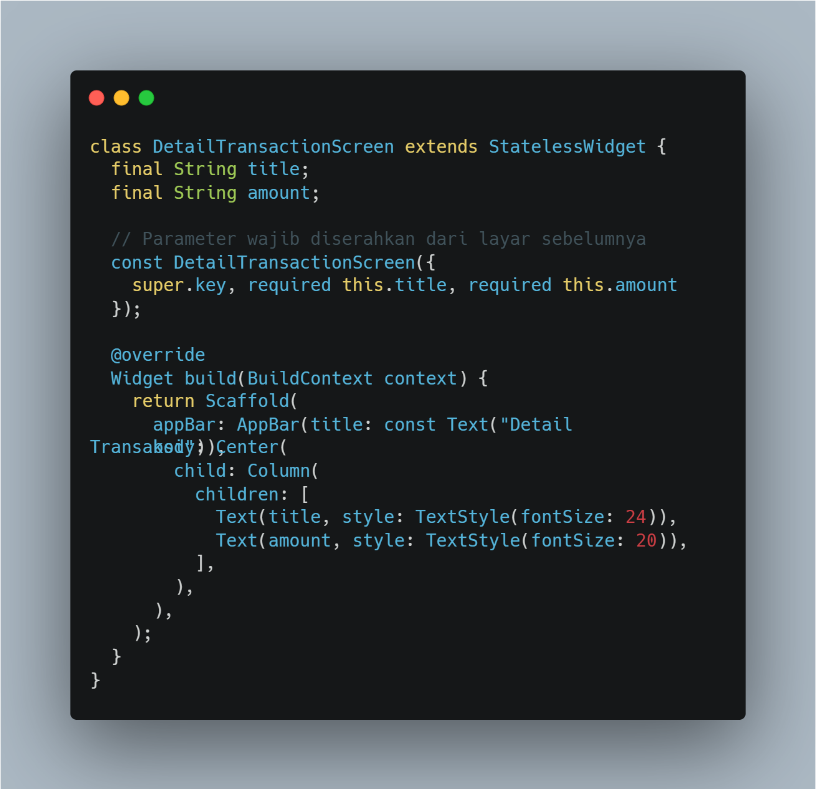 class DetailTransactionScreen extends StatelessWidget {
  final String title;
  final String amount;

  // Parameter wajib diserahkan dari layar sebelumnya
  const DetailTransactionScreen({
    super.key, required this.title, required this.amount
  });

  @override
  Widget build(BuildContext context) {
    return Scaffold(
      appBar: AppBar(title: const Text("Detail
Transaksi")),
      body: Center(
        child: Column(
          children: [
            Text(title, style: TextStyle(fontSize: 24)),
            Text(amount, style: TextStyle(fontSize: 20)),
          ],
        ),
      ),
    );
  }
}